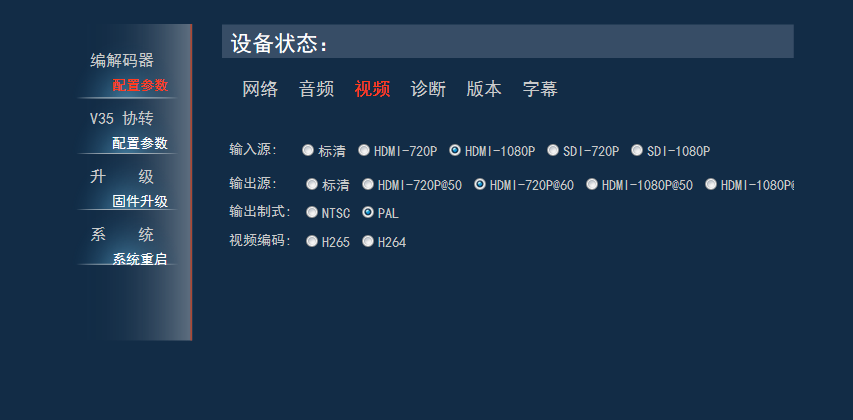 编解码器
配置参数
V35 协转
配置参数
升 级
固件升级
系 统
系统重启
设备状态：
网络 音频 视频 诊断 版本 字幕
输入源： 标清 HDMI-720P HDMI-1080P SDI-720P SDI-1080P
输出源： 标清 HDMI-720P@50 HDMI-720P@60 HDMI-1080P@50 HDMI-1080P@
输出制式： NTSC PAL
视频编码： H265 H264